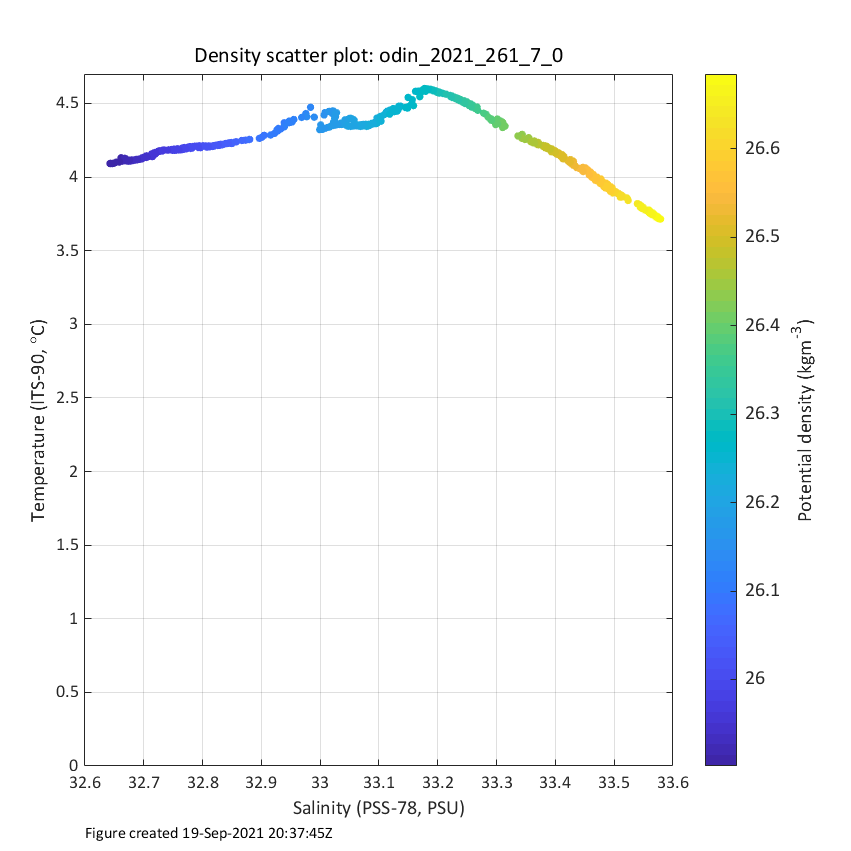 Density scatter plot: odin_2021_261_7_0
4.5
4
3.5
3
2.5
2
1.5
1
0.5
0
Temperature (ITS-90, °C)
32.6 32.7 32.8 32.9 33 33.1 33.2 33.3 33.4 33.5 33.6
Salinity (PSS-78, PSU)
26.6
26.5
26.4
26.3
26.2
26.1
26
Potential density (kgm⁻³)
Figure created 19-Sep-2021 20:37:45Z